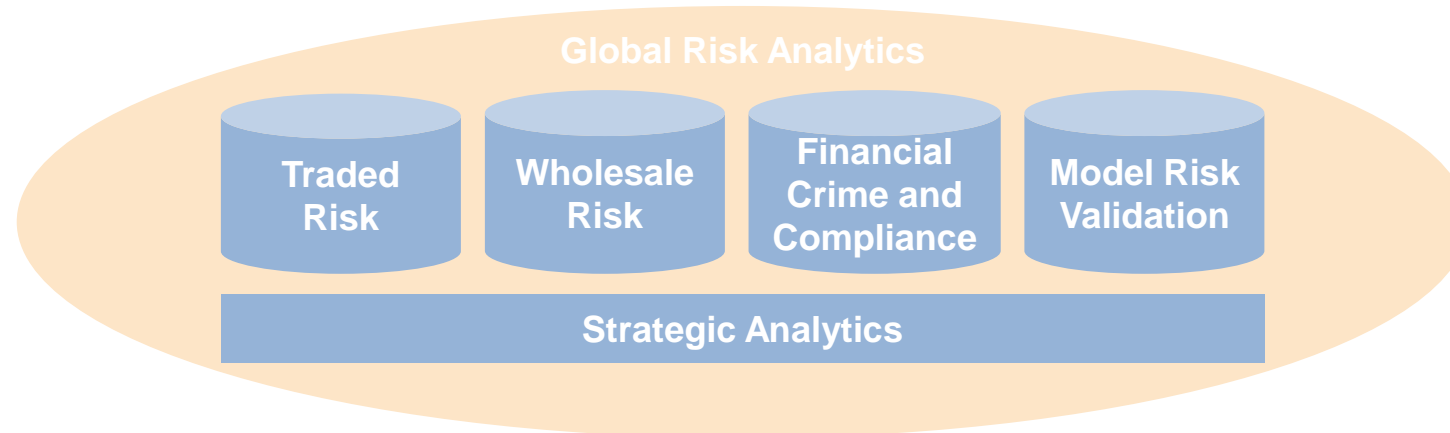 Global Risk Analytics
Traded
Risk
Wholesale
Risk
Financial
Crime and
Compliance
Model Risk
Validation
Strategic Analytics